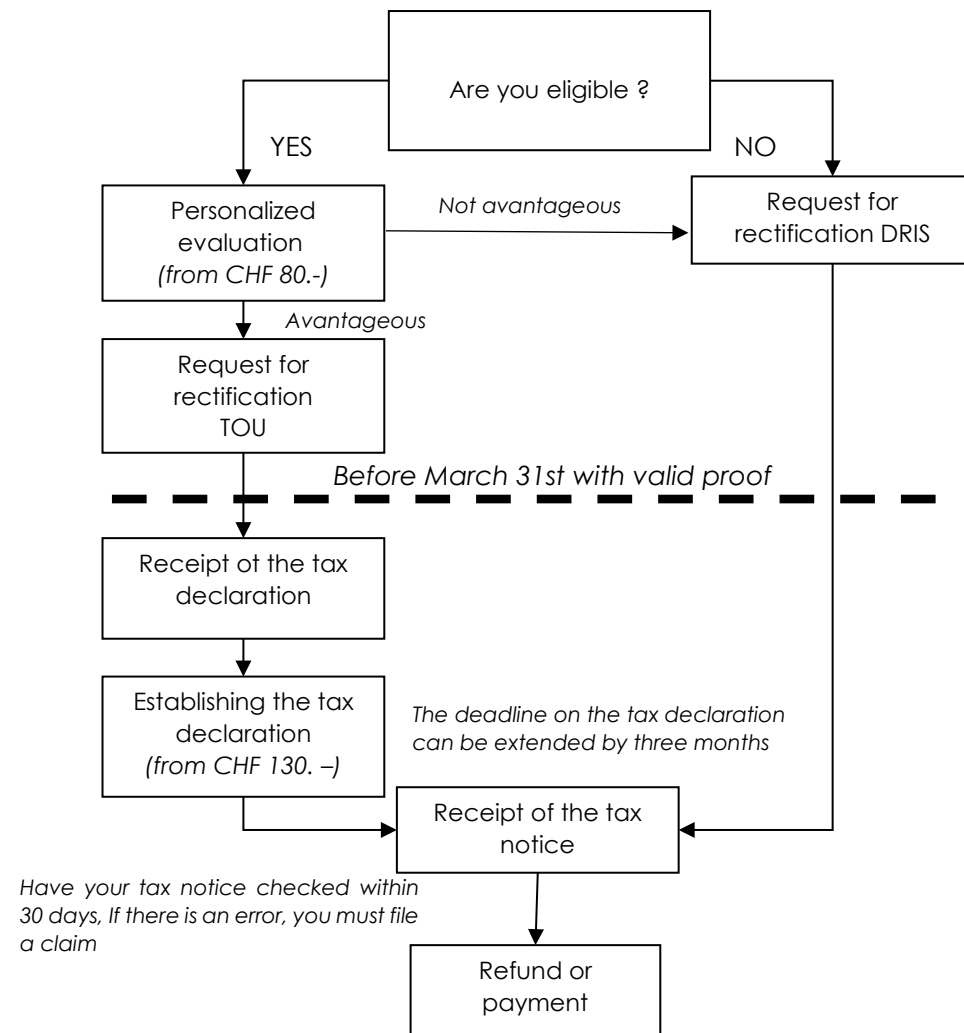 Are you eligible ?
YES
NO
Personalized
evaluation
(from CHF 80.-)
Not avantageous
Request for
rectification DRIS
Avantageous
Request for
rectification
TOU
Before March 31st with valid proof
Receipt ot the tax
declaration
Establishing the tax
declaration
(from CHF 130. –)
The deadline on the tax declaration
can be extended by three months
Receipt of the tax
notice
Have your tax notice checked within
30 days, If there is an error, you must file
a claim
Refund or
payment